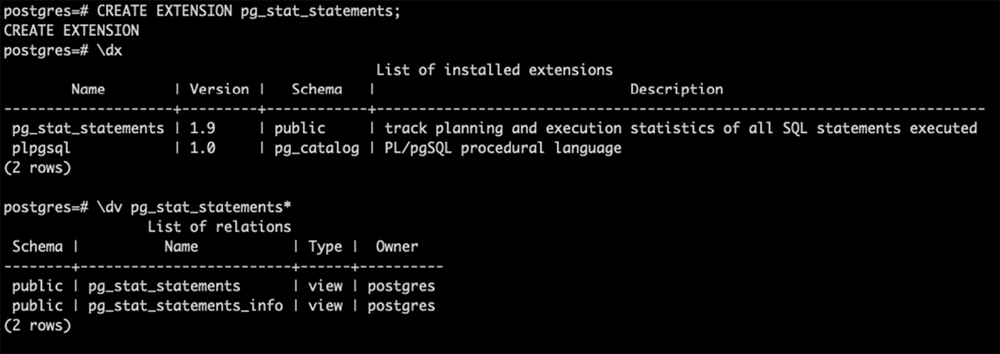 postgres=# CREATE EXTENSION pg_stat_statements;
CREATE EXTENSION
postgres=# \dx
List of installed extensions
Name | Version | Schema | Description
--------------------+---------+------------+------------------------------------------------------------------------
pg_stat_statements | 1.9 | public | track planning and execution statistics of all SQL statements executed
plpgsql | 1.0 | pg_catalog | PL/pgSQL procedural language
(2 rows)
postgres=# \dv pg_stat_statements*
List of relations
Schema | Name | Type | Owner
--------+-------------------------+------+----------
public | pg_stat_statements | view | postgres
public | pg_stat_statements_info | view | postgres
(2 rows)